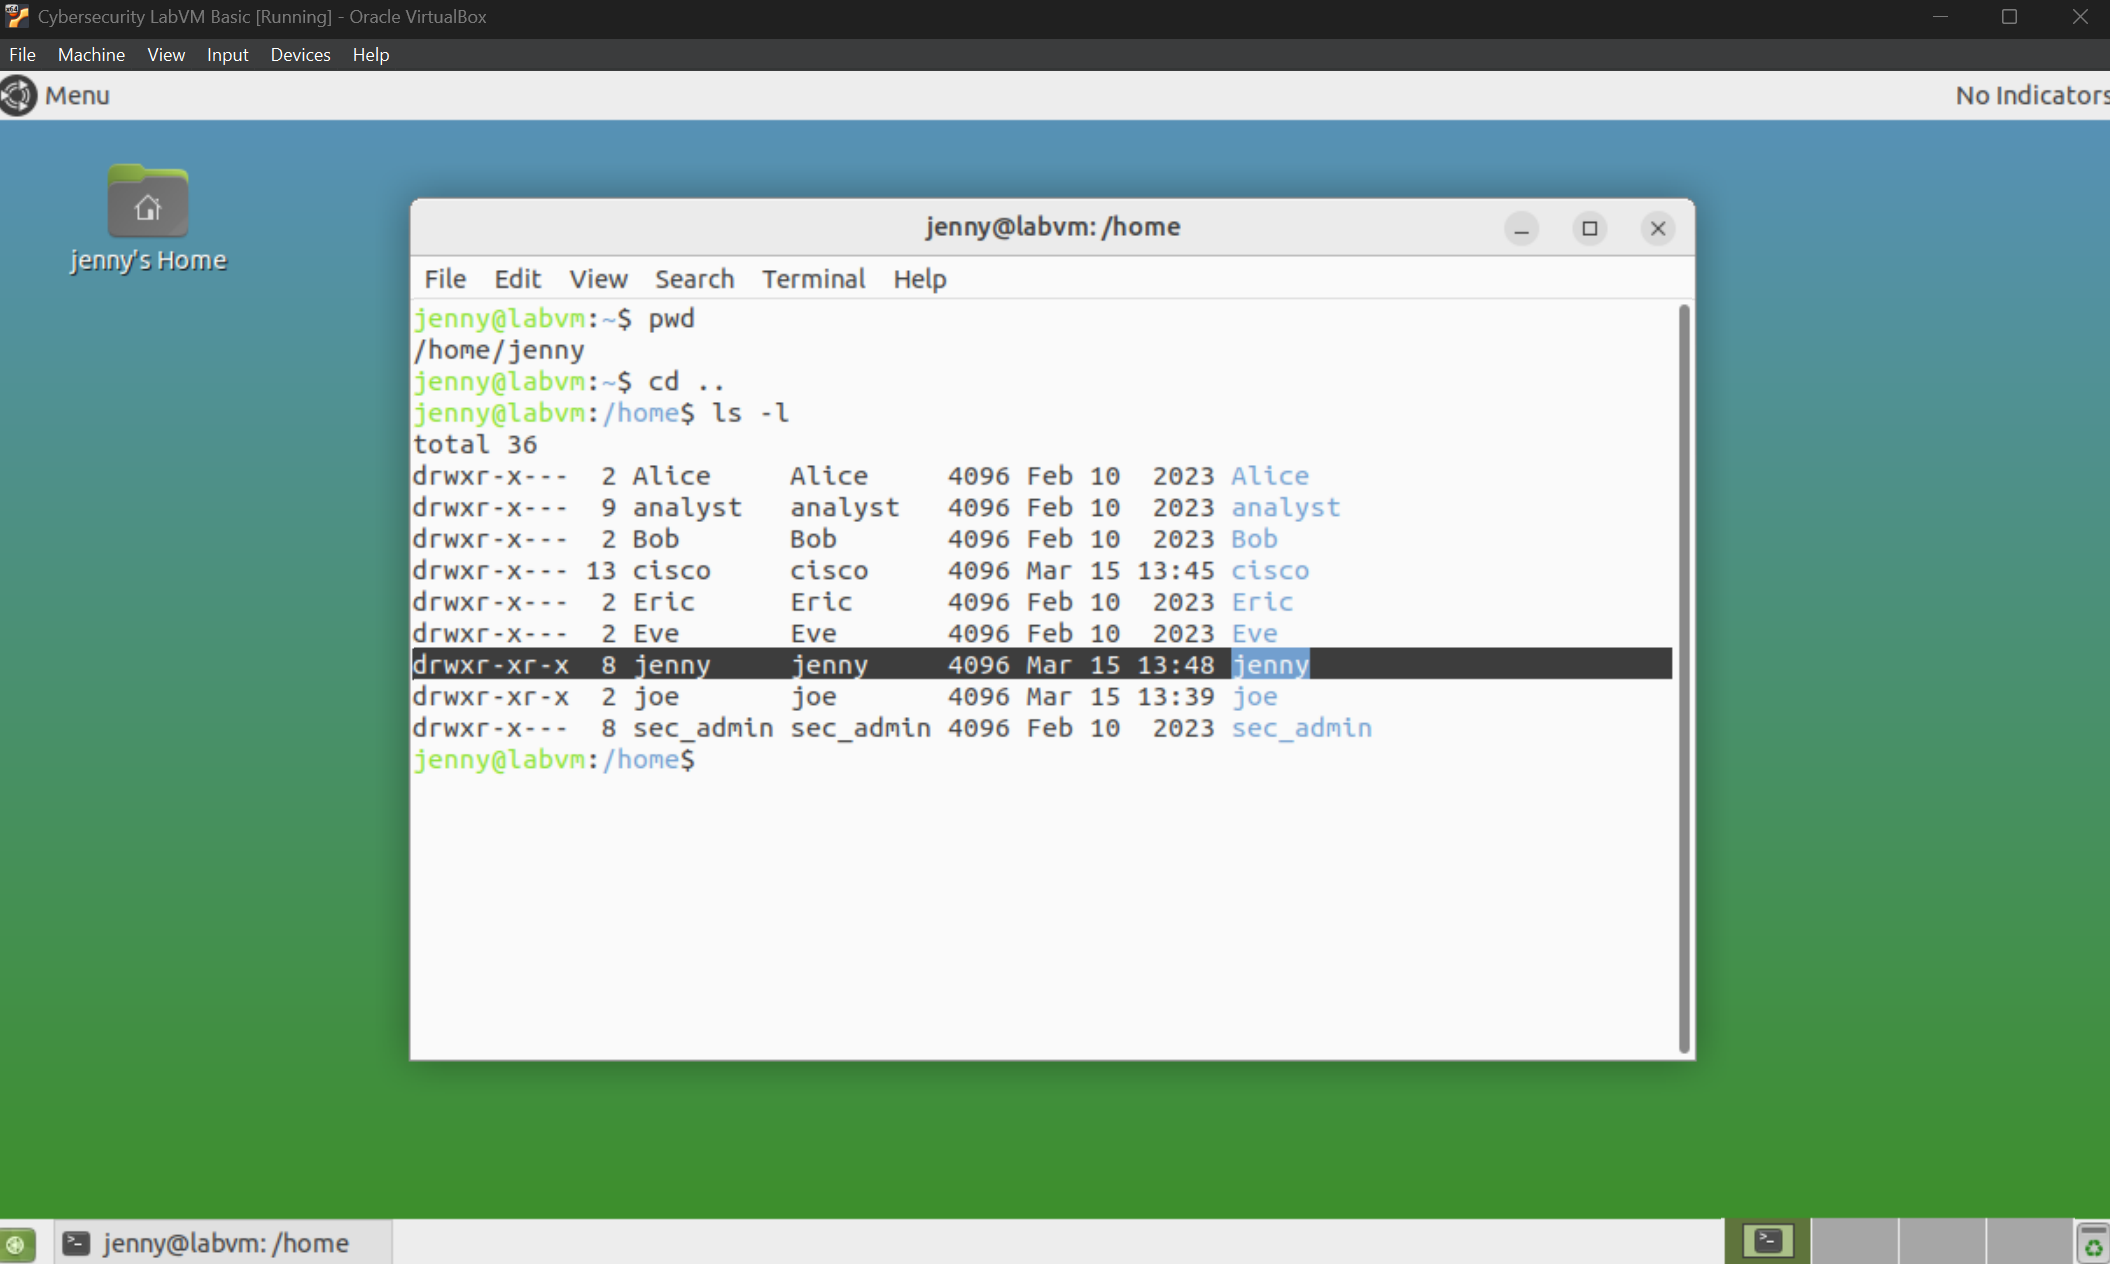 Cybersecurity LabVM Basic [Running] - Oracle VirtualBox
File Machine View Input Devices Help
Menu
No Indicators
jenny's Home
jenny@labvm: /home
File Edit View Search Terminal Help
jenny@labvm:~$ pwd
/home/jenny
jenny@labvm:~$ cd ..
jenny@labvm:/home$ ls -l
total 36
drwxr-x---  2 Alice     Alice     4096 Feb 10  2023 Alice
drwxr-x---  9 analyst   analyst   4096 Feb 10  2023 analyst
drwxr-x---  2 Bob       Bob       4096 Feb 10  2023 Bob
drwxr-x--- 13 cisco     cisco     4096 Mar 15 13:45 cisco
drwxr-x---  2 Eric      Eric      4096 Feb 10  2023 Eric
drwxr-x---  2 Eve       Eve       4096 Feb 10  2023 Eve
drwxr-xr-x  8 jenny     jenny     4096 Mar 15 13:48 jenny
drwxr-xr-x  2 joe       joe       4096 Mar 15 13:39 joe
drwxr-x---  8 sec_admin sec_admin 4096 Feb 10  2023 sec_admin
jenny@labvm:/home$
jenny@labvm: /home